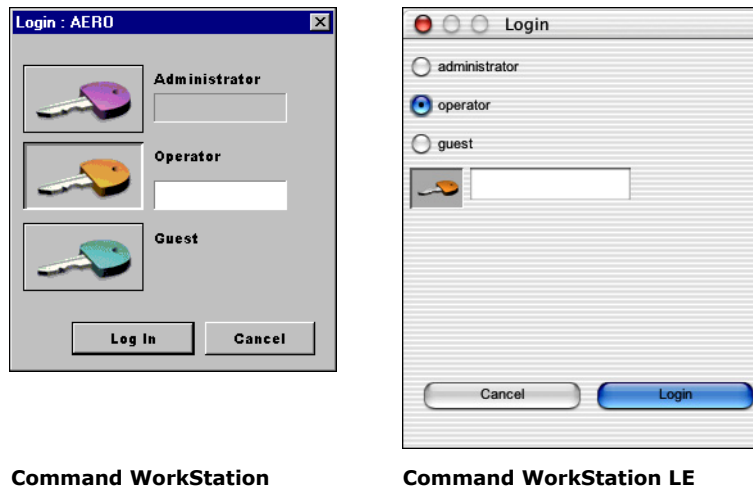 Login : AERO
Administrator
Operator
Guest
Log In
Cancel
Login
administrator
operator
guest
Cancel
Login
Command WorkStation
Command WorkStation LE